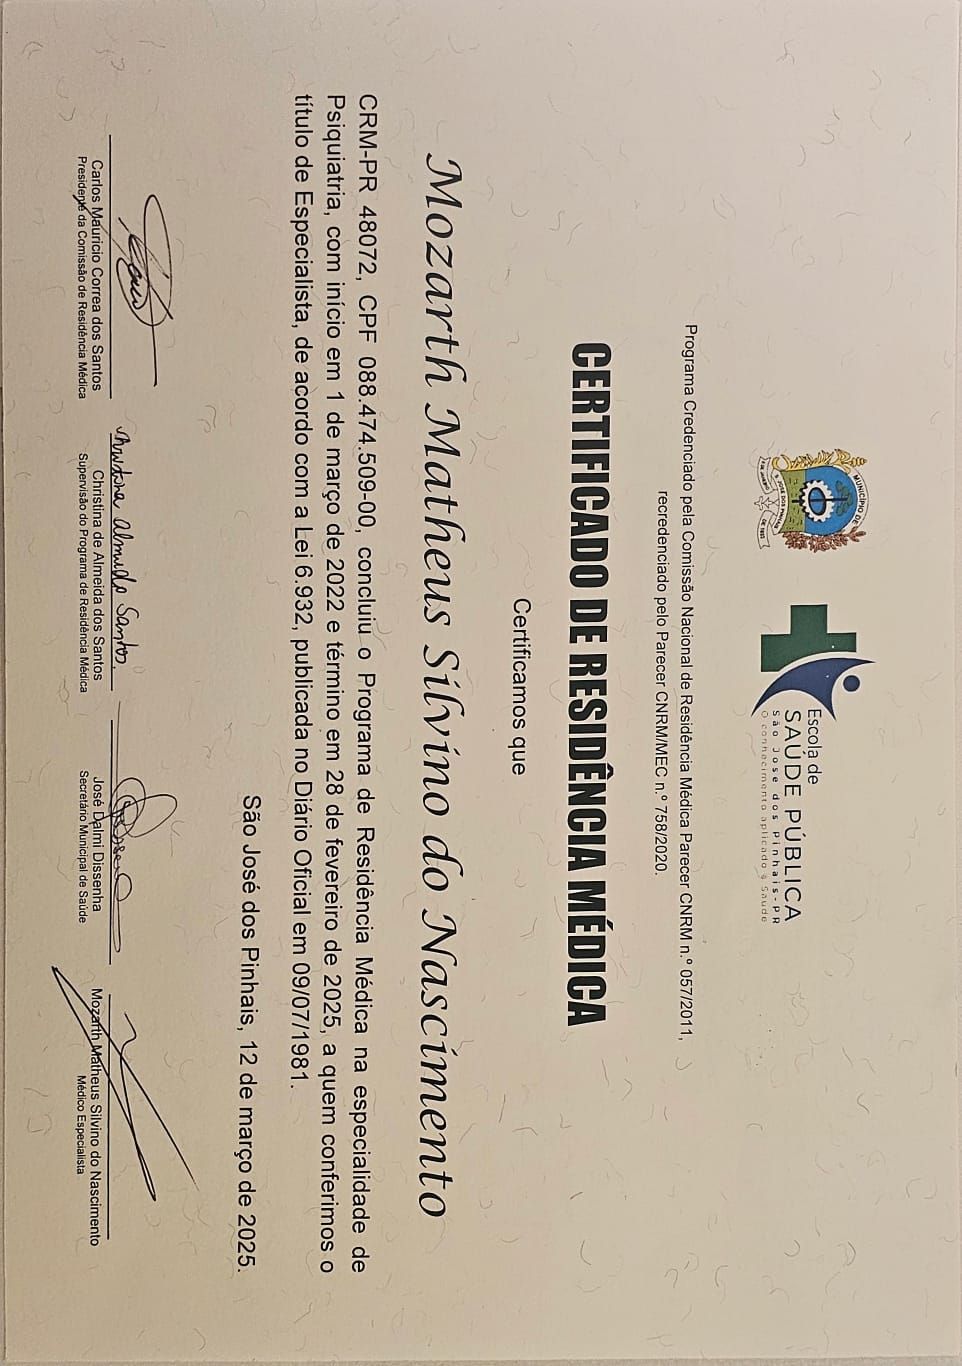 MUNICÍPIO DE
S. JOSÉ DOS PINHAIS
Escola de
SAÚDE PÚBLICA
São José dos Pinhais-PR
O conhecimento aplicado à Saúde
Programa Credenciado pela Comissão Nacional de Residência Médica Parecer CNRM n.º 057/2011,
recredenciado pelo Parecer CNRM/MEC n.º 758/2020.
CERTIFICADO DE RESIDÊNCIA MÉDICA
Certificamos que
Mozarth Matheus Silvino do Nascimento
CRM-PR 48072, CPF 088.474.509-00, concluiu o Programa de Residência Médica na especialidade de
Psiquiatria, com início em 1 de março de 2022 e término em 28 de fevereiro de 2025, a quem conferimos o
título de Especialista, de acordo com a Lei 6.932, publicada no Diário Oficial em 09/07/1981.
São José dos Pinhais, 12 de março de 2025.
Carlos Mauricio Correa dos Santos
Presidente da Comissão de Residência Médica
Christina de Almeida dos Santos
Supervisão do Programa de Residência Médica
José Dalmi Dissenha
Secretário Municipal de Saúde
Mozarth Matheus Silvino do Nascimento
Médico Especialista